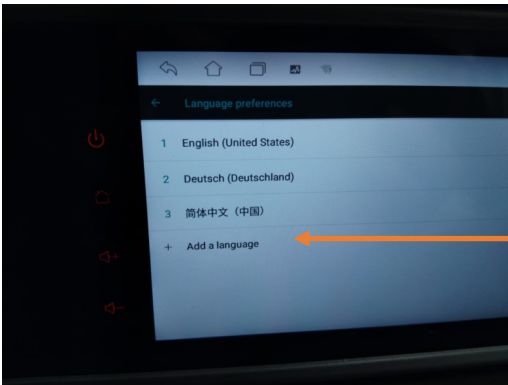 Language preferences
1 English (United States)
2 Deutsch (Deutschland)
3 简体中文（中国）
+ Add a language